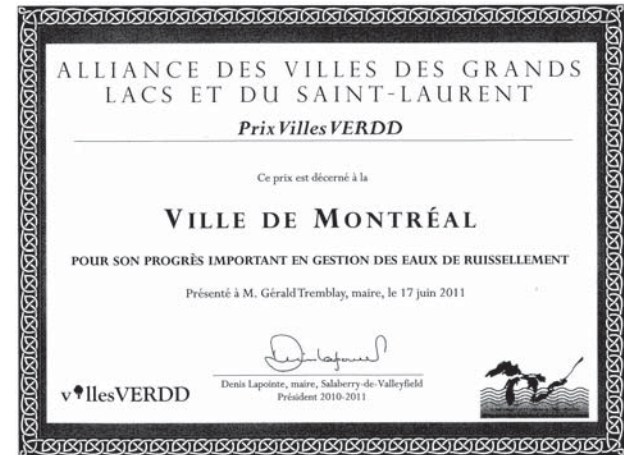 ALLIANCE DES VILLES DES GRANDS
LACS ET DU SAINT-LAURENT
Prix Villes VERDD
Ce prix est décerné à la
VILLE DE MONTRÉAL
POUR SON PROGRÈS IMPORTANT EN GESTION DES EAUX DE RUISSELLEMENT
Présenté à M. Gérald Tremblay, maire, le 17 juin 2011
Denis Lapointe, maire, Salaberry-de-Valleyfield
Président 2010-2011
villesVERDD